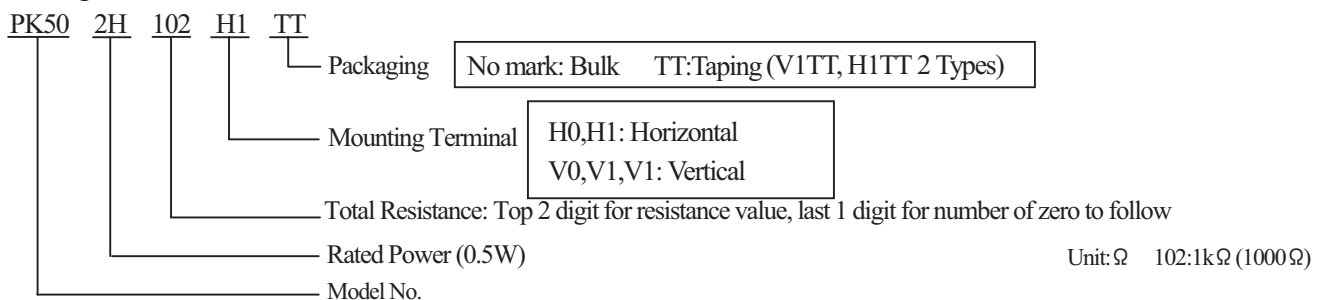 PK50 2H 102 H1 TT
Packaging No mark: Bulk TT:Taping (V1TT, H1TT 2 Types)
Mounting Terminal H0,H1: Horizontal
V0,V1,V1: Vertical
Total Resistance: Top 2 digit for resistance value, last 1 digit for number of zero to follow
Rated Power (0.5W) Unit:Ω 102:1kΩ(1000Ω)
Model No.